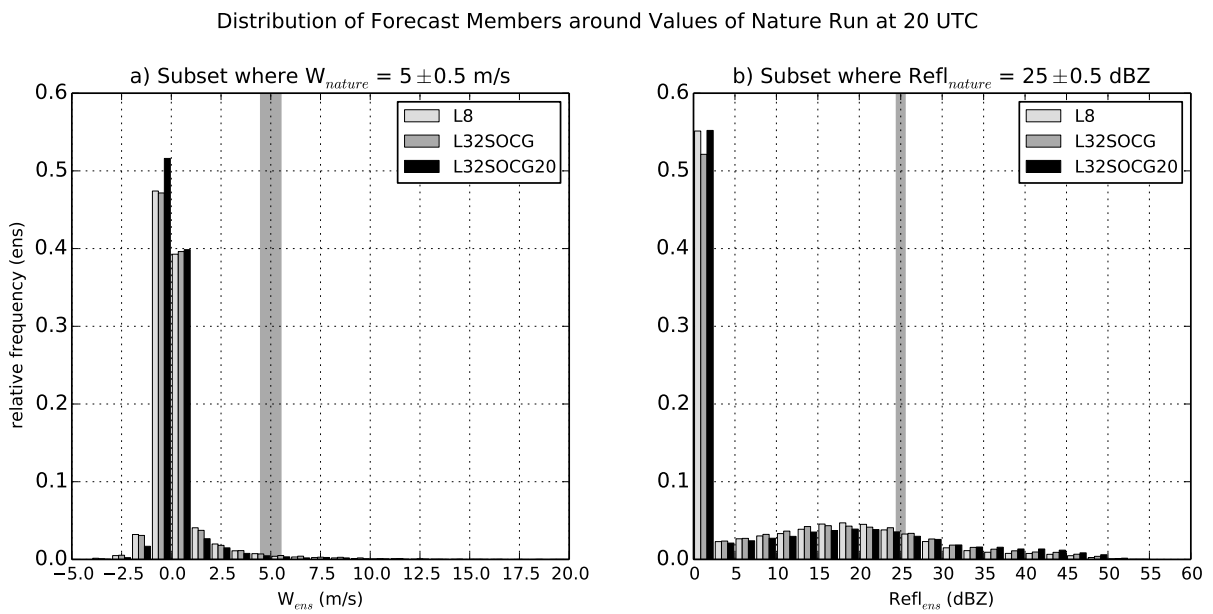 Distribution of Forecast Members around Values of Nature Run at 20 UTC
a) Subset where W_nature = 5±0.5 m/s
0.6
0.5
0.4
0.3
0.2
0.1
0.0
relative frequency (ens)
L8
L32SOCG
L32SOCG20
−5.0 −2.5 0.0 2.5 5.0 7.5 10.0 12.5 15.0 17.5 20.0
W_ens (m/s)
b) Subset where Refl_nature = 25±0.5 dBZ
0.6
0.5
0.4
0.3
0.2
0.1
0.0
L8
L32SOCG
L32SOCG20
0 5 10 15 20 25 30 35 40 45 50 55 60
Refl_ens (dBZ)